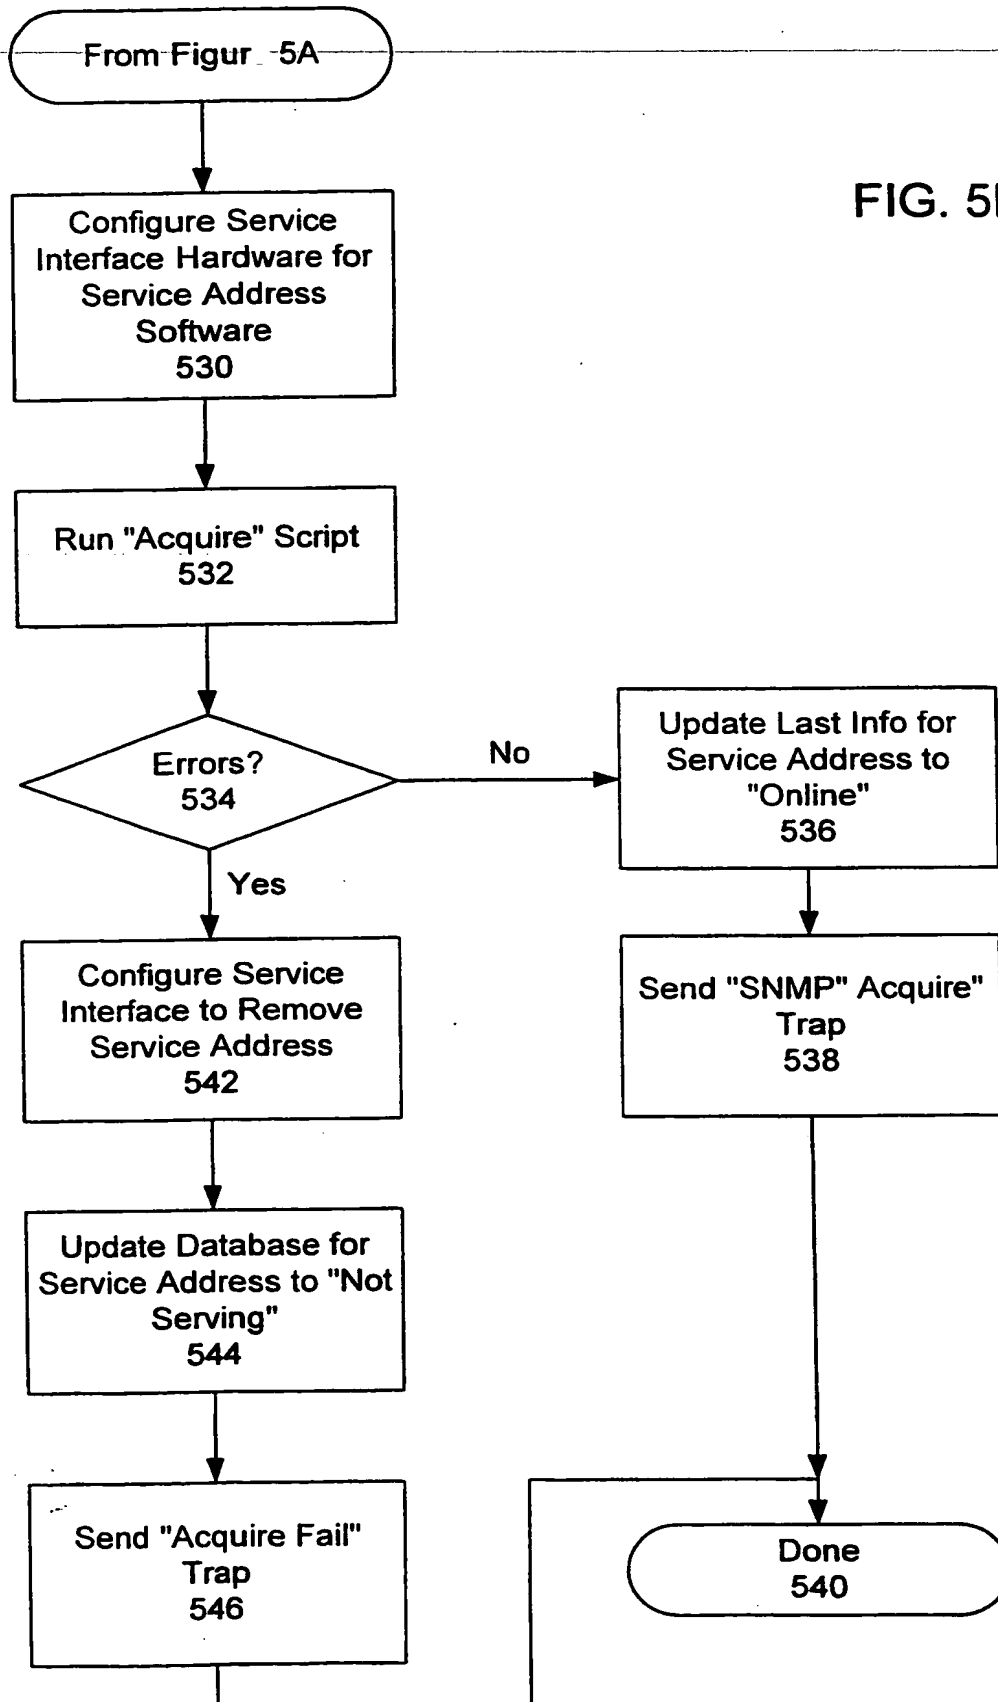 From Figur 5A
FIG. 5
Configure Service
Interface Hardware for
Service Address
Software
530
Run "Acquire" Script
532
Errors?
534
No
Yes
Update Last Info for
Service Address to
"Online"
536
Send "SNMP" Acquire"
Trap
538
Configure Service
Interface to Remove
Service Address
542
Update Database for
Service Address to "Not
Serving"
544
Send "Acquire Fail"
Trap
546
Done
540